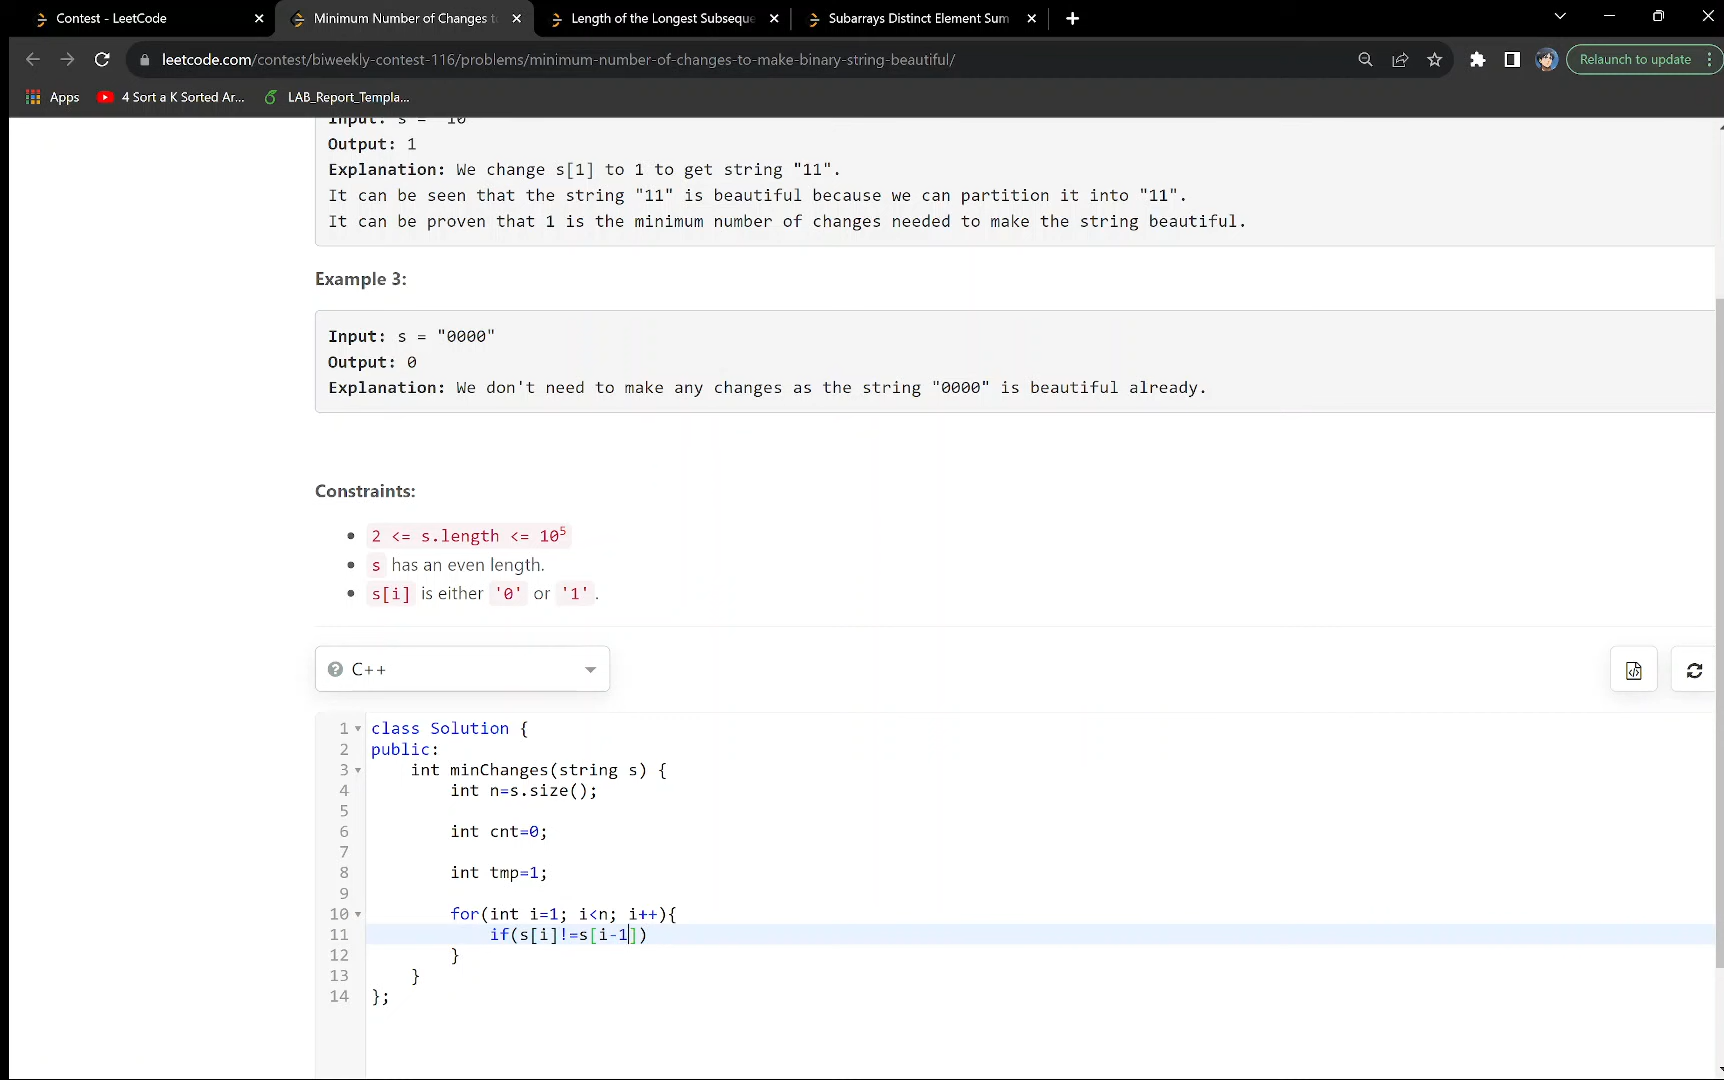 Contest - LeetCode
Minimum Number of Changes t
Length of the Longest Subseque
Subarrays Distinct Element Sum
leetcode.com/contest/biweekly-contest-116/problems/minimum-number-of-changes-to-make-binary-string-beautiful/
Relaunch to update
Apps
4 Sort a K Sorted Ar...
LAB_Report_Templa...
Input: s = "10"
Output: 1
Explanation: We change s[1] to 1 to get string "11".
It can be seen that the string "11" is beautiful because we can partition it into "11".
It can be proven that 1 is the minimum number of changes needed to make the string beautiful.
Example 3:
Input: s = "0000"
Output: 0
Explanation: We don't need to make any changes as the string "0000" is beautiful already.
Constraints:
2 <= s.length <= 10⁵
s has an even length.
s[i] is either '0' or '1'.
C++
1 class Solution {
2 public:
3 int minChanges(string s) {
4 int n=s.size();
5
6 int cnt=0;
7
8 int tmp=1;
9
10 for(int i=1; i<n; i++){
11 if(s[i]!=s[i-1])
12 }
13 }
14 };